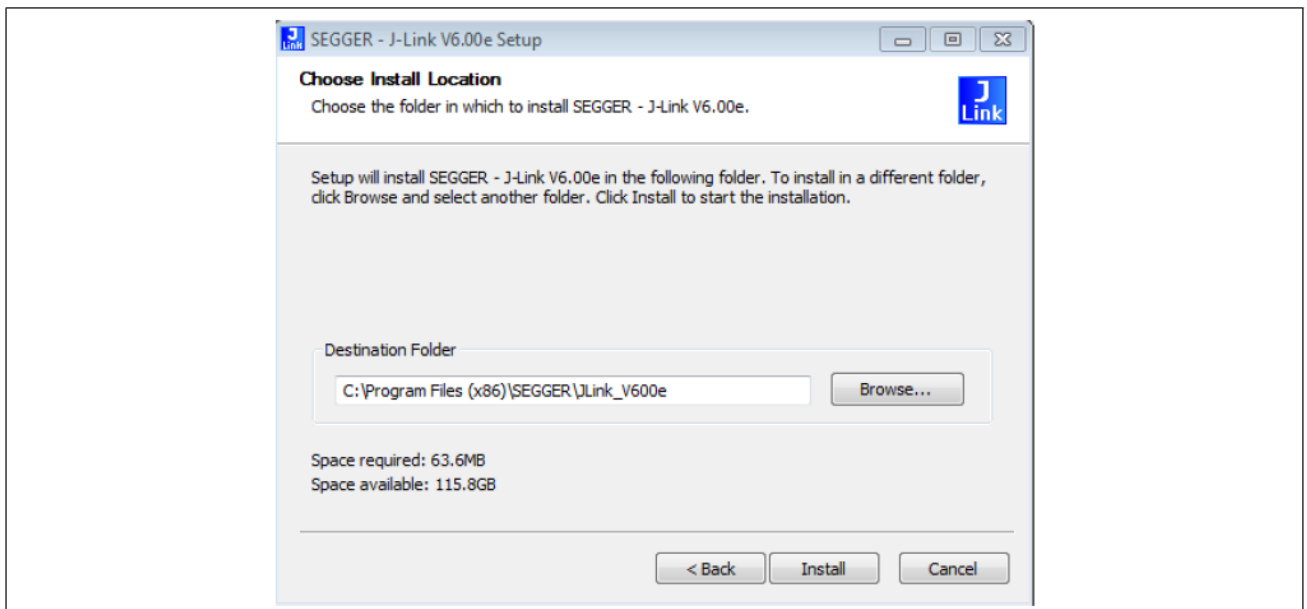 J
Link
SEGGER - J-Link V6.00e Setup
Choose Install Location
Choose the folder in which to install SEGGER - J-Link V6.00e.
J
Link
Setup will install SEGGER - J-Link V6.00e in the following folder. To install in a different folder,
click Browse and select another folder. Click Install to start the installation.
Destination Folder
C:\Program Files (x86)\SEGGER\JLink_V600e
Browse...
Space required: 63.6MB
Space available: 115.8GB
< Back
Install
Cancel